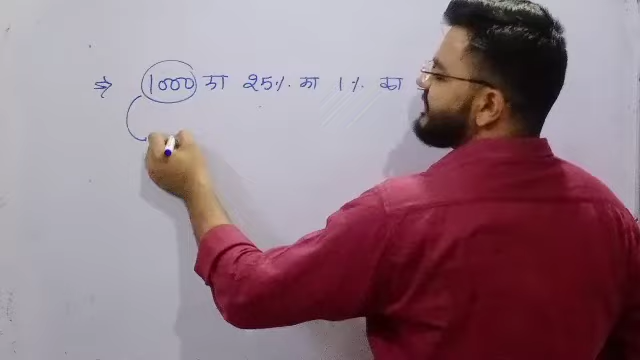 ⇒ 1000 का 25% का 1% का